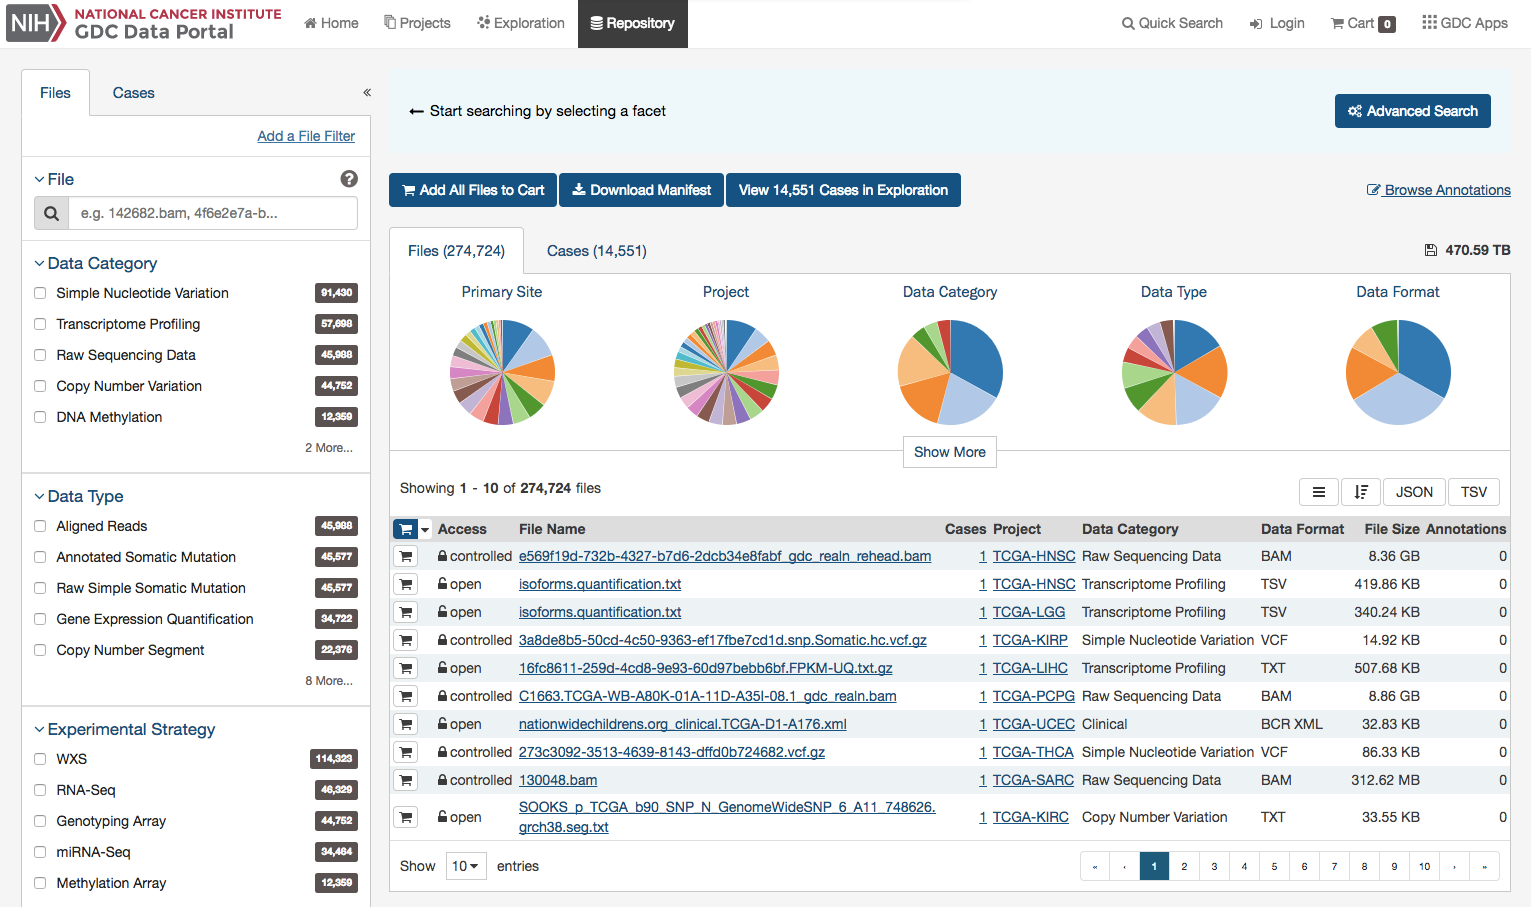 NIH NATIONAL CANCER INSTITUTE
GDC Data Portal
Home Projects Exploration Repository Quick Search Login Cart 0 GDC Apps
Files Cases «
Add a File Filter
File ?
e.g. 142682.bam, 4f6e2e7a-b...
Data Category
Simple Nucleotide Variation 91,430
Transcriptome Profiling 57,698
Raw Sequencing Data 45,988
Copy Number Variation 44,752
DNA Methylation 12,359
2 More...
Data Type
Aligned Reads 45,988
Annotated Somatic Mutation 45,577
Raw Simple Somatic Mutation 45,577
Gene Expression Quantification 34,722
Copy Number Segment 22,376
8 More...
Experimental Strategy
WXS 114,323
RNA-Seq 46,329
Genotyping Array 44,752
miRNA-Seq 34,464
Methylation Array 12,359
Start searching by selecting a facet
Advanced Search
Add All Files to Cart Download Manifest View 14,551 Cases in Exploration Browse Annotations
Files (274,724) Cases (14,551) 470.59 TB
Primary Site Project Data Category Data Type Data Format
Show More
Showing 1 - 10 of 274,724 files JSON TSV
Access File Name Cases Project Data Category Data Format File Size Annotations
controlled e569f19d-732b-4327-b7d6-2dcb34e8fabf_gdc_realn_rehead.bam 1 TCGA-HNSC Raw Sequencing Data BAM 8.36 GB 0
open isoforms.quantification.txt 1 TCGA-HNSC Transcriptome Profiling TSV 419.86 KB 0
open isoforms.quantification.txt 1 TCGA-LGG Transcriptome Profiling TSV 340.24 KB 0
controlled 3a8de8b5-50cd-4c50-9363-ef17fbe7cd1d.snp.Somatic.hc.vcf.gz 1 TCGA-KIRP Simple Nucleotide Variation VCF 14.92 KB 0
open 16fc8611-259d-4cd8-9e93-60d97bebb6bf.FPKM-UQ.txt.gz 1 TCGA-LIHC Transcriptome Profiling TXT 507.68 KB 0
controlled C1663.TCGA-WB-A80K-01A-11D-A35I-08.1_gdc_realn.bam 1 TCGA-PCPG Raw Sequencing Data BAM 8.86 GB 0
open nationwidechildrens.org_clinical.TCGA-D1-A176.xml 1 TCGA-UCEC Clinical BCR XML 32.83 KB 0
controlled 273c3092-3513-4639-8143-dffd0b724682.vcf.gz 1 TCGA-THCA Simple Nucleotide Variation VCF 86.33 KB 0
controlled 130048.bam 1 TCGA-SARC Raw Sequencing Data BAM 312.62 MB 0
open SOOKS_p_TCGA_b90_SNP_N_GenomeWideSNP_6_A11_748626. 1 TCGA-KIRC Copy Number Variation TXT 33.55 KB 0
grch38.seg.txt
Show 10 entries « ‹ 1 2 3 4 5 6 7 8 9 10 › »